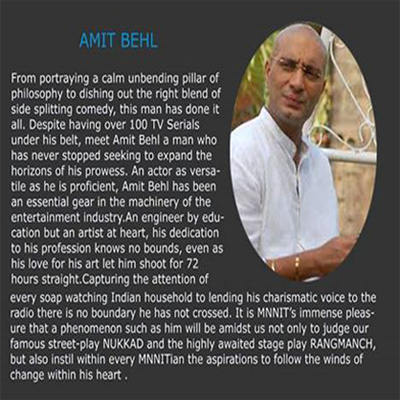 AMIT BEHL
From portraying a calm unbending pillar of
philosophy to dishing out the right blend of
side splitting comedy, this man has done it
all. Despite having over 100 TV Serials
under his belt, meet Amit Behl a man who
has never stopped seeking to expand the
horizons of his prowess. An actor as versa-
tile as he is proficient, Amit Behl has been
an essential gear in the machinery of the
entertainment industry.An engineer by edu-
cation but an artist at heart, his dedication
to his profession knows no bounds, even as
his love for his art let him shoot for 72
hours straight.Capturing the attention of
every soap watching Indian household to lending his charismatic voice to the
radio there is no boundary he has not crossed. It is MNNIT's immense pleas-
ure that a phenomenon such as him will be amidst us not only to judge our
famous street-play NUKKAD and the highly awaited stage play RANGMANCH,
but also instil within every MNNITian the aspirations to follow the winds of
change within his heart .